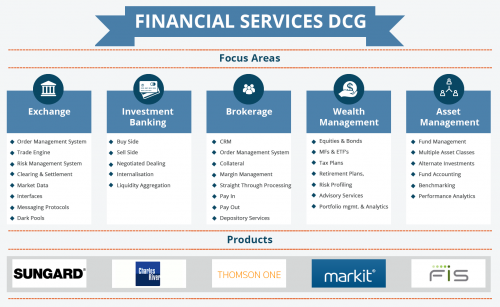 FINANCIAL SERVICES DCG
Focus Areas
Exchange
Order Management System
Trade Engine
Risk Management System
Clearing & Settlement
Market Data
Interfaces
Messaging Protocols
Dark Pools
Investment
Banking
Buy Side
Sell Side
Negotiated Dealing
Internalisation
Liquidity Aggregation
Brokerage
CRM
Order Management System
Collateral
Margin Management
Straight Through Processing
Pay In
Pay Out
Depository Services
Wealth
Management
Equities & Bonds
MFs & ETF's
Tax Plans
Retirement Plans,
Risk Profiling
Advisory Services
Portfolio mgmt. & Analytics
Asset
Management
Fund Management
Multiple Asset Classes
Alternate Investments
Fund Accounting
Benchmarking
Performance Analytics
Products
SUNGARD®
Charles
River
THOMSON ONE
markit®
FIS